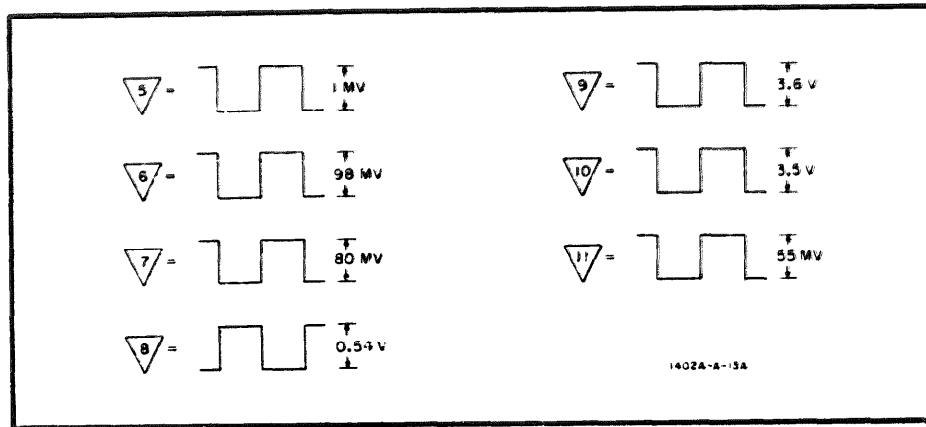 5 = 1 MV
6 = 98 MV
7 = 80 MV
8 = 0.54 V
9 = 3.6 V
10 = 3.5 V
11 = 55 MV
1402A-A-15A